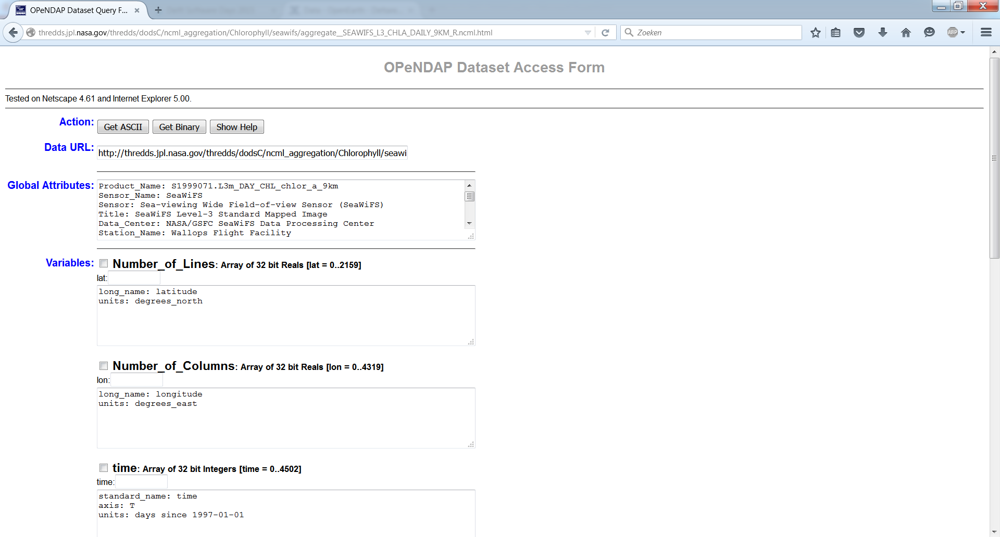 OPeNDAP Dataset Query F...
thredds.jpl.nasa.gov/thredds/dodsC/ncml_aggregation/Chlorophyll/seawifs/aggregate__SEAWIFS_L3_CHLA_DAILY_9KM_R.ncml.html
Zoeken
ABP
OPeNDAP Dataset Access Form
Tested on Netscape 4.61 and Internet Explorer 5.00.
Action: Get ASCII Get Binary Show Help
Data URL: http://thredds.jpl.nasa.gov/thredds/dodsC/ncml_aggregation/Chlorophyll/seawi
Global Attributes: Product_Name: S1999071.L3m_DAY_CHL_chlor_a_9km
Sensor_Name: SeaWiFS
Sensor: Sea-viewing Wide Field-of-view Sensor (SeaWiFS)
Title: SeaWiFS Level-3 Standard Mapped Image
Data_Center: NASA/GSFC SeaWiFS Data Processing Center
Station_Name: Wallops Flight Facility
Variables: Number_of_Lines: Array of 32 bit Reals [lat = 0..2159]
lat:
long_name: latitude
units: degrees_north
Number_of_Columns: Array of 32 bit Reals [lon = 0..4319]
lon:
long_name: longitude
units: degrees_east
time: Array of 32 bit Integers [time = 0..4502]
time:
standard_name: time
axis: T
units: days since 1997-01-01